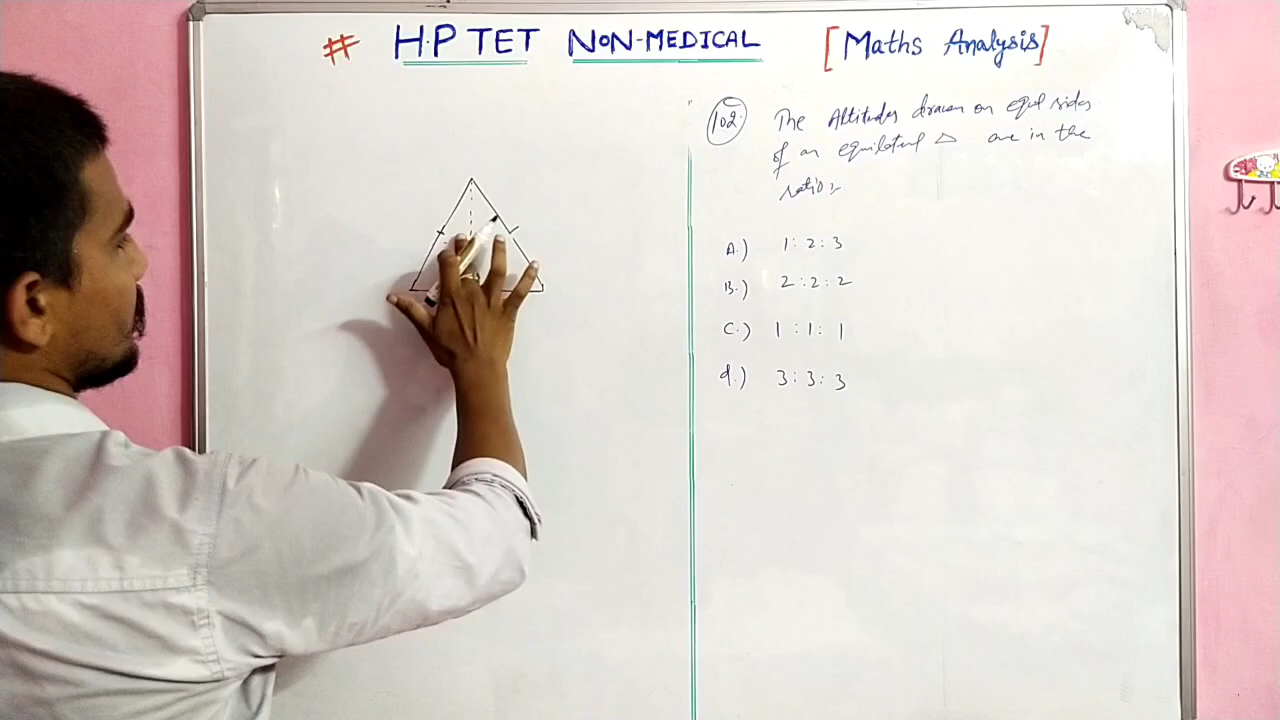 # H.P TET NON-MEDICAL [Maths Analysis]
102. The Altitudes drawn on equal sides
of an equilateral △ are in the
ratio:-
A.) 1 : 2 : 3
B.) 2 : 2 : 2
C.) 1 : 1 : 1
d.) 3 : 3 : 3